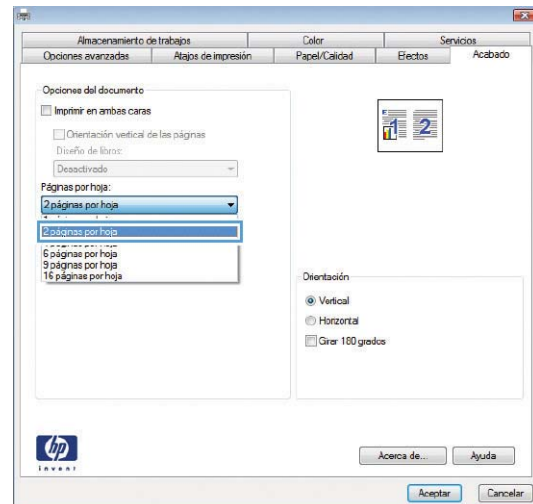 Almacenamiento de trabajos Color Servicios
Opciones avanzadas Atajos de impresión Papel/Calidad Efectos Acabado
Opciones del documento
Imprimir en ambas caras
Orientación vertical de las páginas
Diseño de libros:
Desactivado
Páginas por hoja:
2 páginas por hoja
2 páginas por hoja
6 páginas por hoja
9 páginas por hoja
16 páginas por hoja
1 2
Orientación
Vertical
Horizontal
Girar 180 grados
hp
invent
Acerca de... Ayuda
Aceptar Cancelar